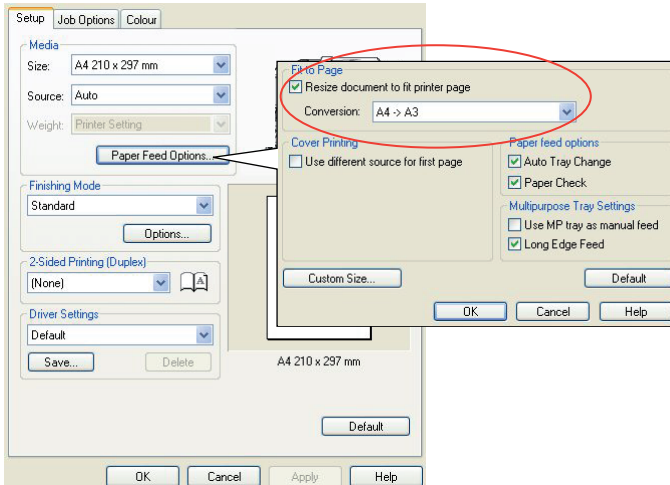 Setup
Job Options
Colour
Media
Size: A4 210 x 297 mm
Source: Auto
Weight: Printer Setting
Paper Feed Options...
Finishing Mode
Standard
Options...
2-Sided Printing (Duplex)
(None)
A
Driver Settings
Default
Save...
Delete
A4 210 x 297 mm
Default
OK
Cancel
Apply
Help
Fit to Page
Resize document to fit printer page
Conversion: A4 -> A3
Cover Printing
Use different source for first page
Paper feed options
Auto Tray Change
Paper Check
Multipurpose Tray Settings
Use MP tray as manual feed
Long Edge Feed
Custom Size...
Default
OK
Cancel
Help